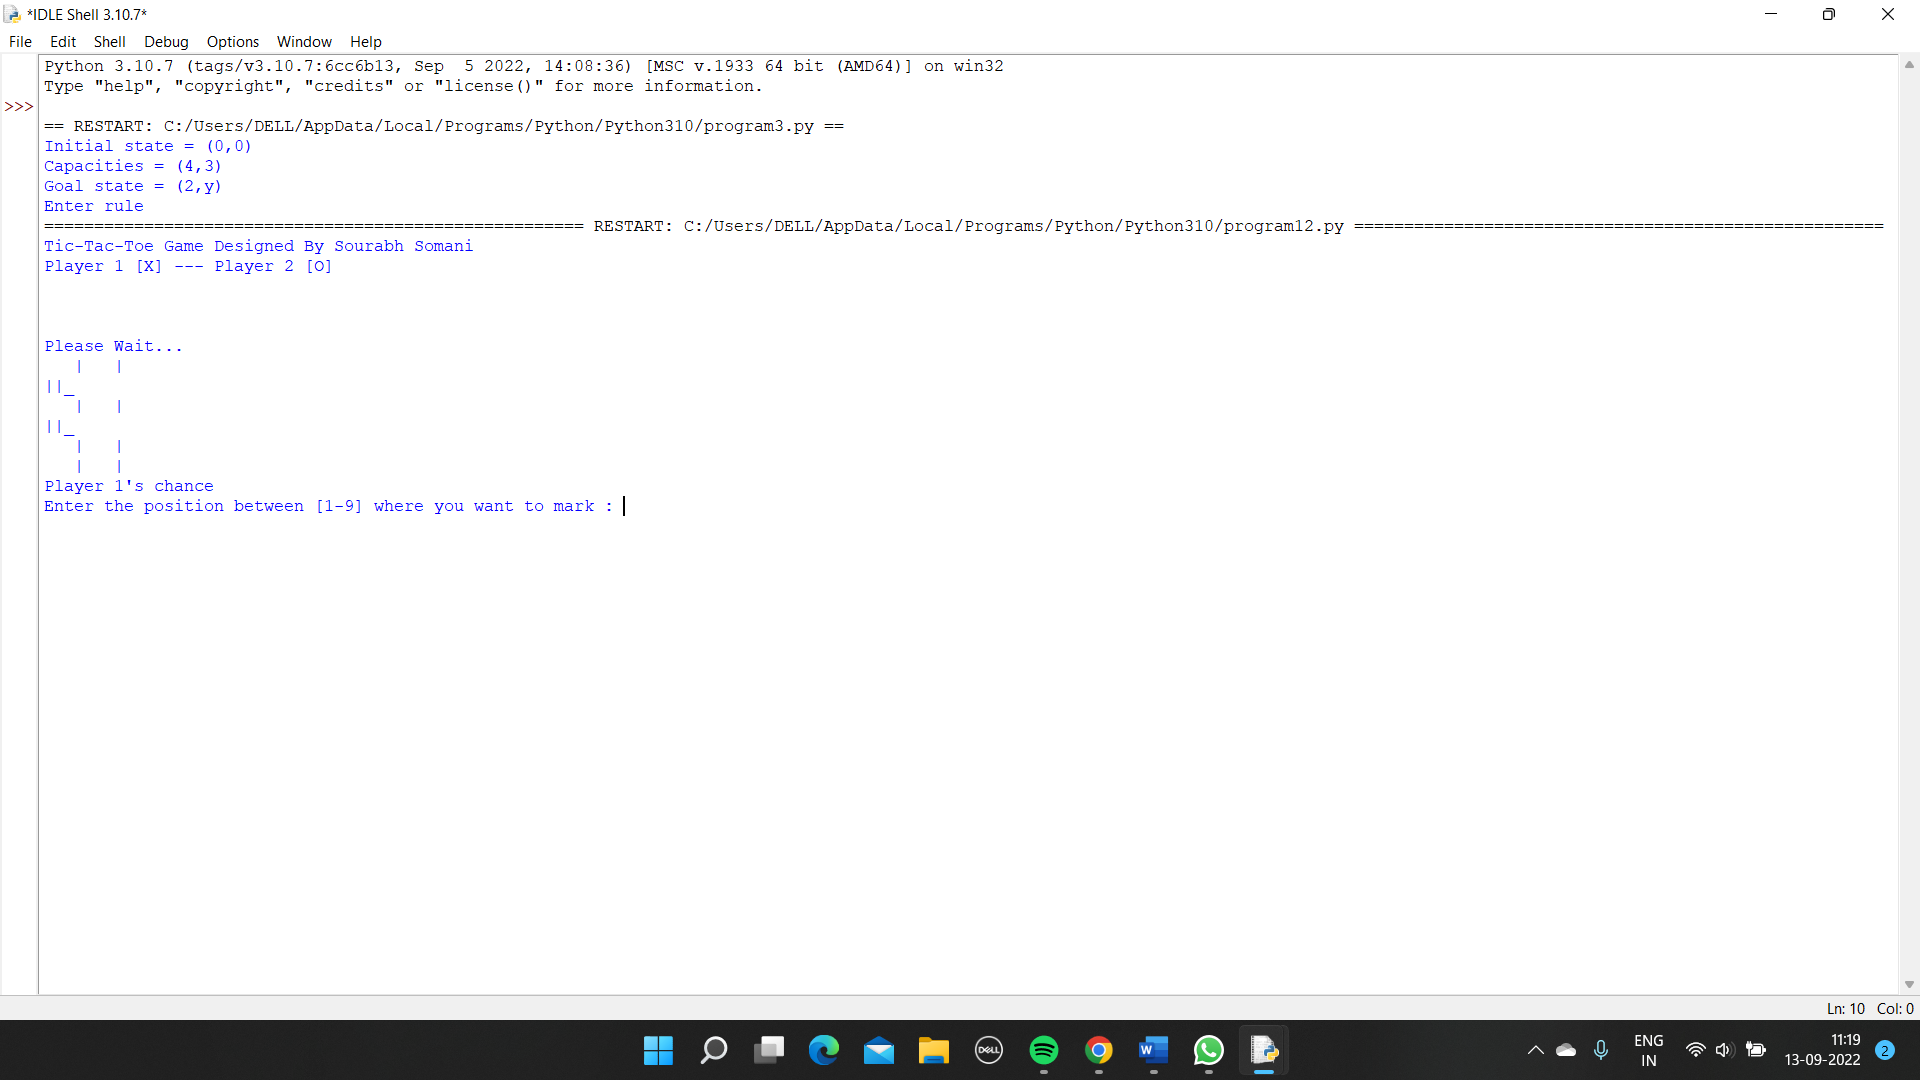 *IDLE Shell 3.10.7*
File Edit Shell Debug Options Window Help
Python 3.10.7 (tags/v3.10.7:6cc6b13, Sep  5 2022, 14:08:36) [MSC v.1933 64 bit (AMD64)] on win32
Type "help", "copyright", "credits" or "license()" for more information.
>>>
== RESTART: C:/Users/DELL/AppData/Local/Programs/Python/Python310/program3.py ==
Initial state = (0,0)
Capacities = (4,3)
Goal state = (2,y)
Enter rule
====================================================== RESTART: C:/Users/DELL/AppData/Local/Programs/Python/Python310/program12.py =====================================================
Tic-Tac-Toe Game Designed By Sourabh Somani
Player 1 [X] --- Player 2 [O]
Please Wait...
   |   |
||_
   |   |
||_
   |   |
   |   |
Player 1's chance
Enter the position between [1-9] where you want to mark :
Ln: 10 Col: 0
DELL
W
ENG
IN
11:19
13-09-2022
2